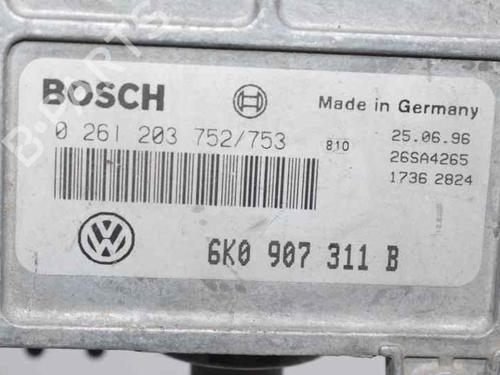 BOSCH
Made in Germany
0 261 203 752/753
810
25.06.96
26SA4265
1736 2824
6K0 907 311 B
B-PARTS